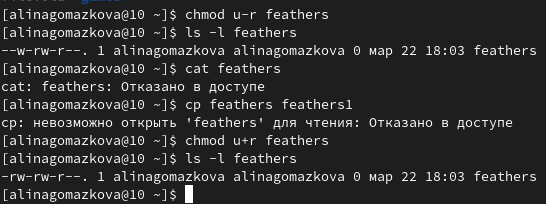 [alinagomazkova@10 ~]$ chmod u-r feathers
[alinagomazkova@10 ~]$ ls -l feathers
--w-rw-r--. 1 alinagomazkova alinagomazkova 0 мар 22 18:03 feathers
[alinagomazkova@10 ~]$ cat feathers
cat: feathers: Отказано в доступе
[alinagomazkova@10 ~]$ cp feathers feathers1
cp: невозможно открыть 'feathers' для чтения: Отказано в доступе
[alinagomazkova@10 ~]$ chmod u+r feathers
[alinagomazkova@10 ~]$ ls -l feathers
-rw-rw-r--. 1 alinagomazkova alinagomazkova 0 мар 22 18:03 feathers
[alinagomazkova@10 ~]$